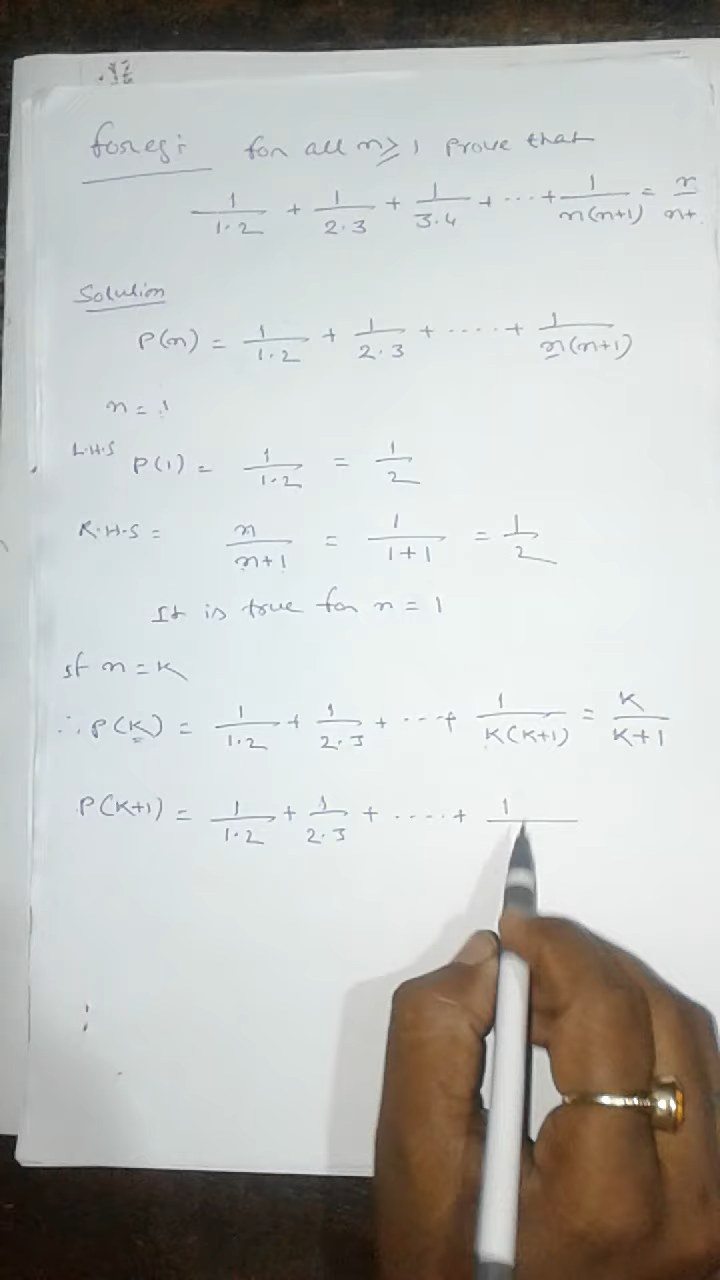 for eg:
for all n ≥ 1 prove that
1/1.2 + 1/2.3 + 1/3.4 + ... + 1/n(n+1) = n/n+
Solution
P(n) = 1/1.2 + 1/2.3 + .... + 1/n(n+1)
n = 1
L.H.S P(1) = 1/1.2 = 1/2
R.H.S = n/n+1 = 1/1+1 = 1/2
It is true for n = 1
If n = K
∴ P(K) = 1/1.2 + 1/2.3 + ... + 1/K(K+1) = K/K+1
P(K+1) = 1/1.2 + 1/2.3 + .... + 1/